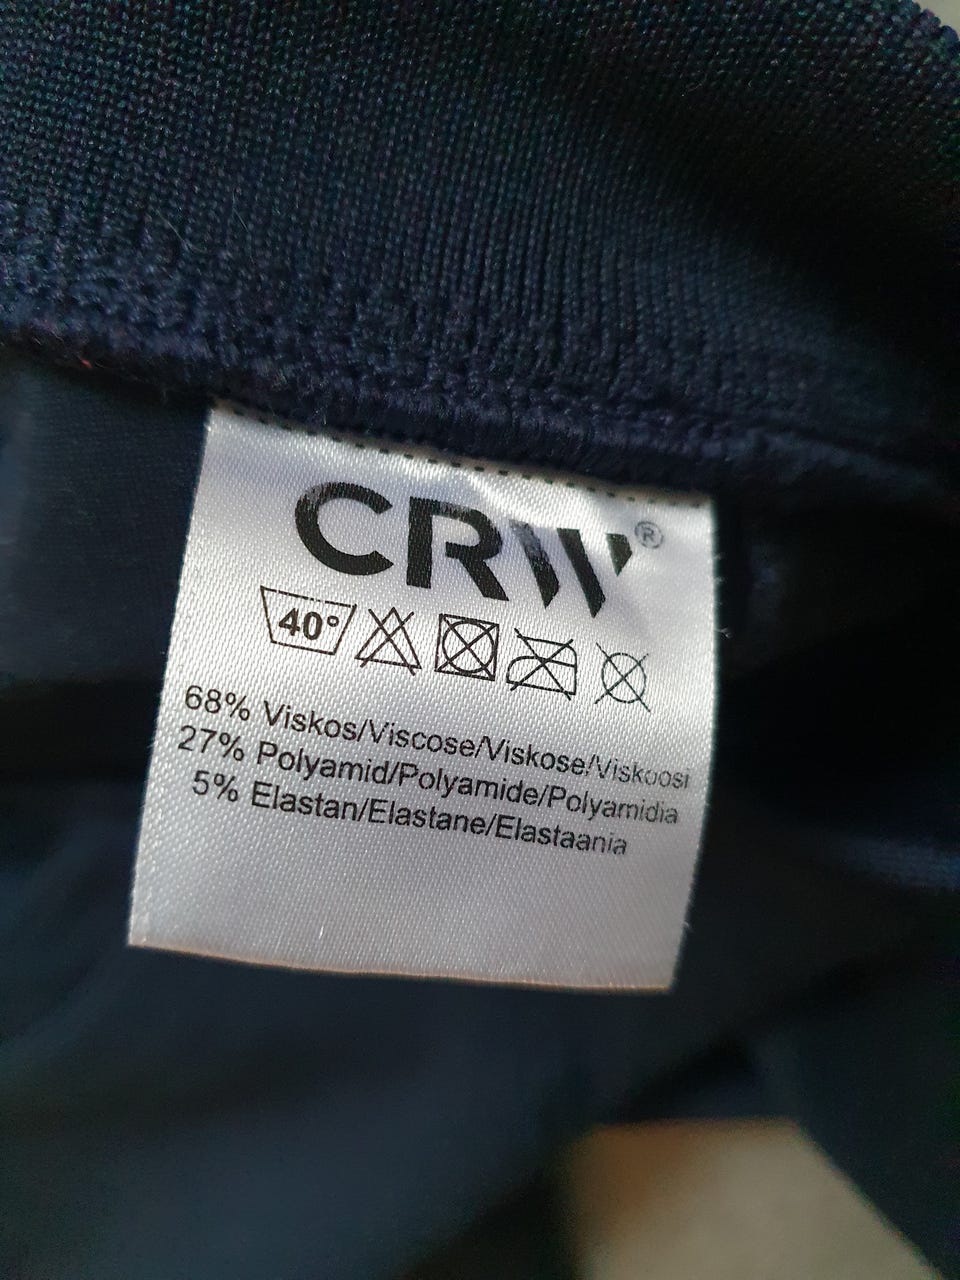 CRW®
40°
68% Viskos/Viscose/Viskose/Viskoosi
27% Polyamid/Polyamide/Polyamidia
5% Elastan/Elastane/Elastaania